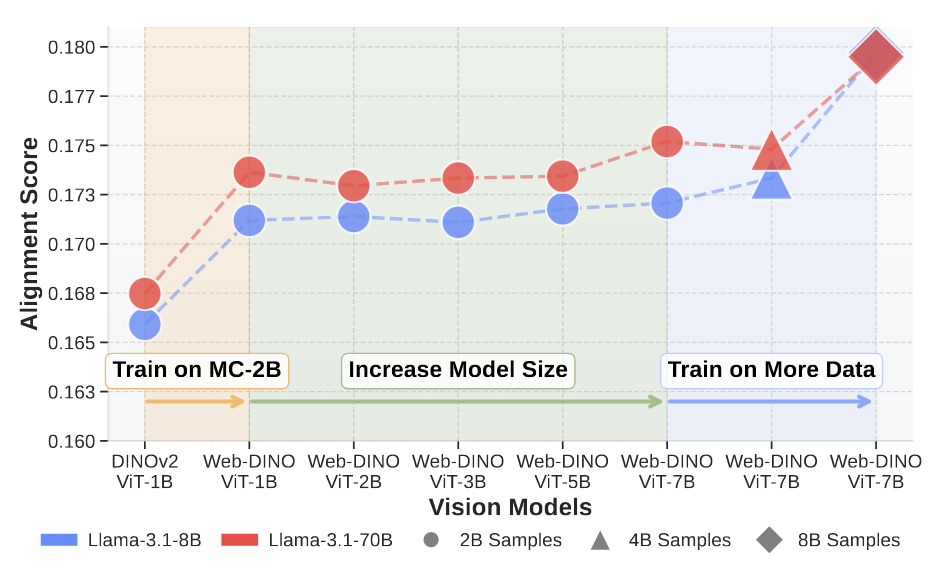 0.180
0.177
0.175
0.173
0.170
0.168
0.165
0.163
0.160
Alignment Score
Train on MC-2B
Increase Model Size
Train on More Data
DINOv2
ViT-1B
Web-DINO
ViT-1B
Web-DINO
ViT-2B
Web-DINO
ViT-3B
Web-DINO
ViT-5B
Web-DINO
ViT-7B
Web-DINO
ViT-7B
Web-DINO
ViT-7B
Vision Models
Llama-3.1-8B
Llama-3.1-70B
2B Samples
4B Samples
8B Samples